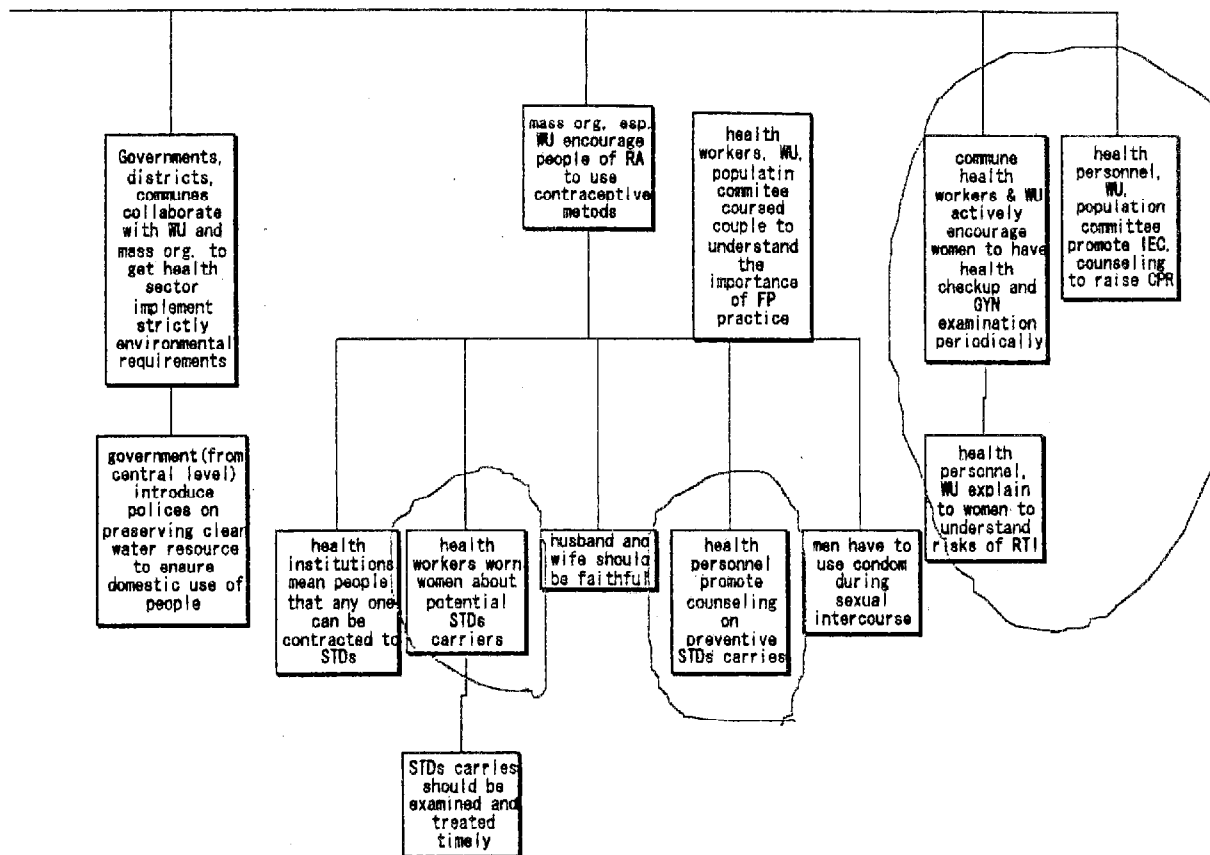 Governments,
districts,
communes
collaborate
with WU and
mass org. to
get health
sector
implement
strictly
environmental
requirements
government(from
central level)
introduce
polices on
preserving clean
water resource
to ensure
domestic use of
people
mass org. esp.
WU encourage
people of RA
to use
contraceptive
metods
health
workers, WU,
populatin
commitee
coursed
couple to
understand
the
importance
of FP
practice
health
institutions
mean people
that any one
can be
contracted to
STDs
health
workers worn
women about
potential
STDs
carriers
STDs carries
should be
examined and
treated
timely
husband and
wife should
be faithful
health
personnel
promote
counseling
on
preventive
STDs carries
men have to
use condom
during
sexual
intercourse
commune
health
workers & WU
actively
encourage
women to have
health
checkup and
GYN
examination
periodically
health
personnel,
WU explain
to women to
understand
risks of RTI
health
personnel,
WU,
population
committee
promote IEC,
counseling
to raise CPR